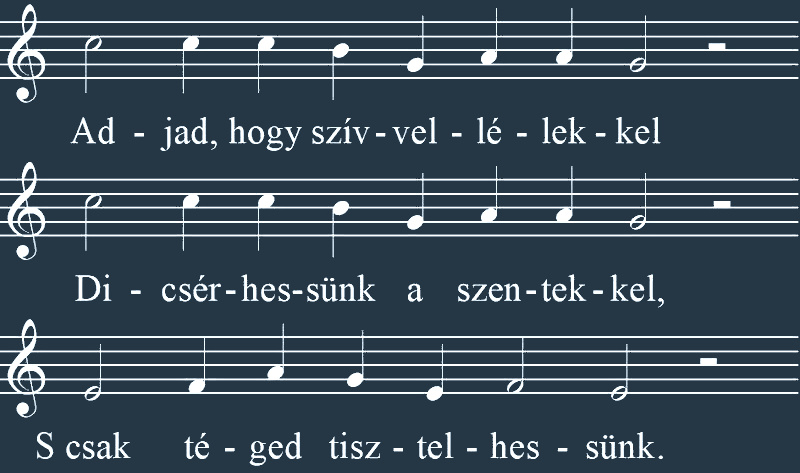 Ad - jad, hogy szív - vel - lé - lek - kel
Di - csér - hes - sünk a szen - tek - kel,
S csak té - ged tisz - tel - hes - sünk.